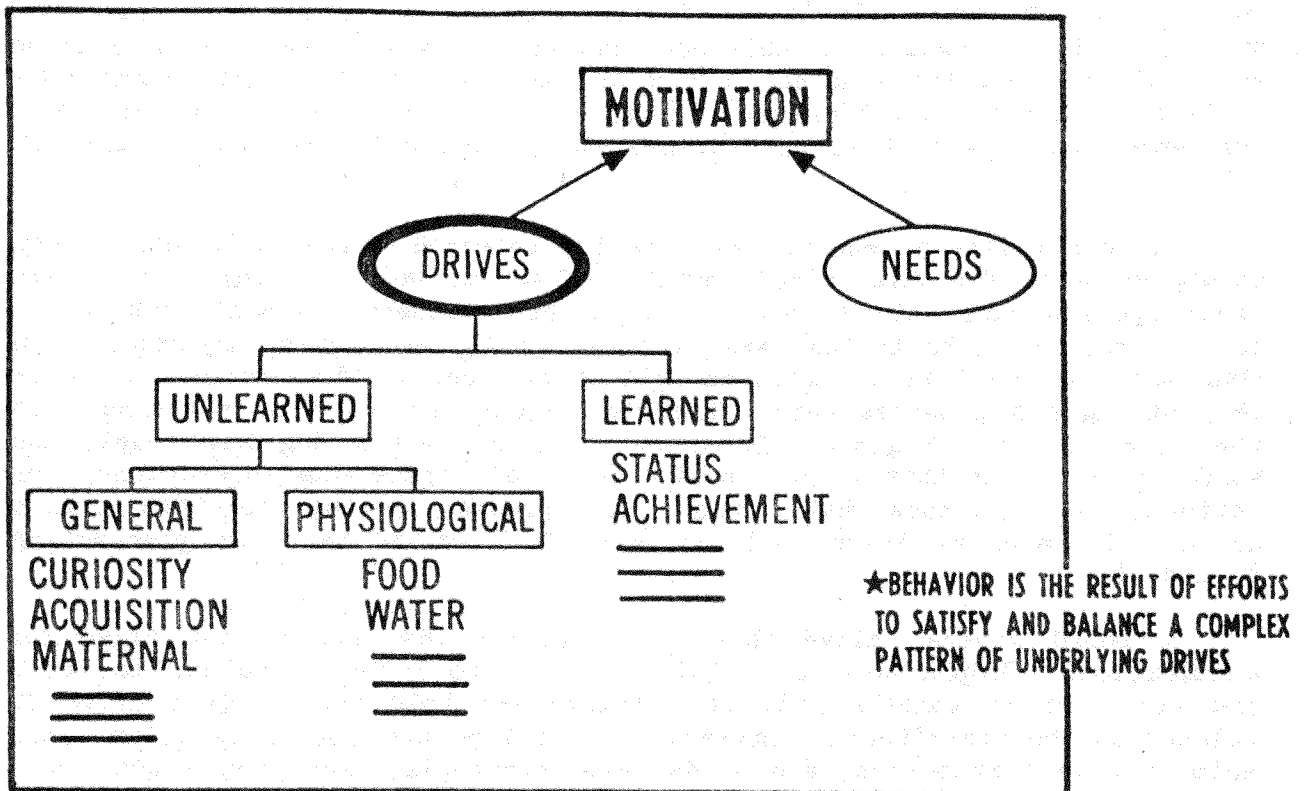 MOTIVATION
DRIVES
NEEDS
UNLEARNED
LEARNED
STATUS
ACHIEVEMENT
GENERAL
PHYSIOLOGICAL
CURIOSITY
ACQUISITION
MATERNAL
FOOD
WATER
★BEHAVIOR IS THE RESULT OF EFFORTS
TO SATISFY AND BALANCE A COMPLEX
PATTERN OF UNDERLYING DRIVES